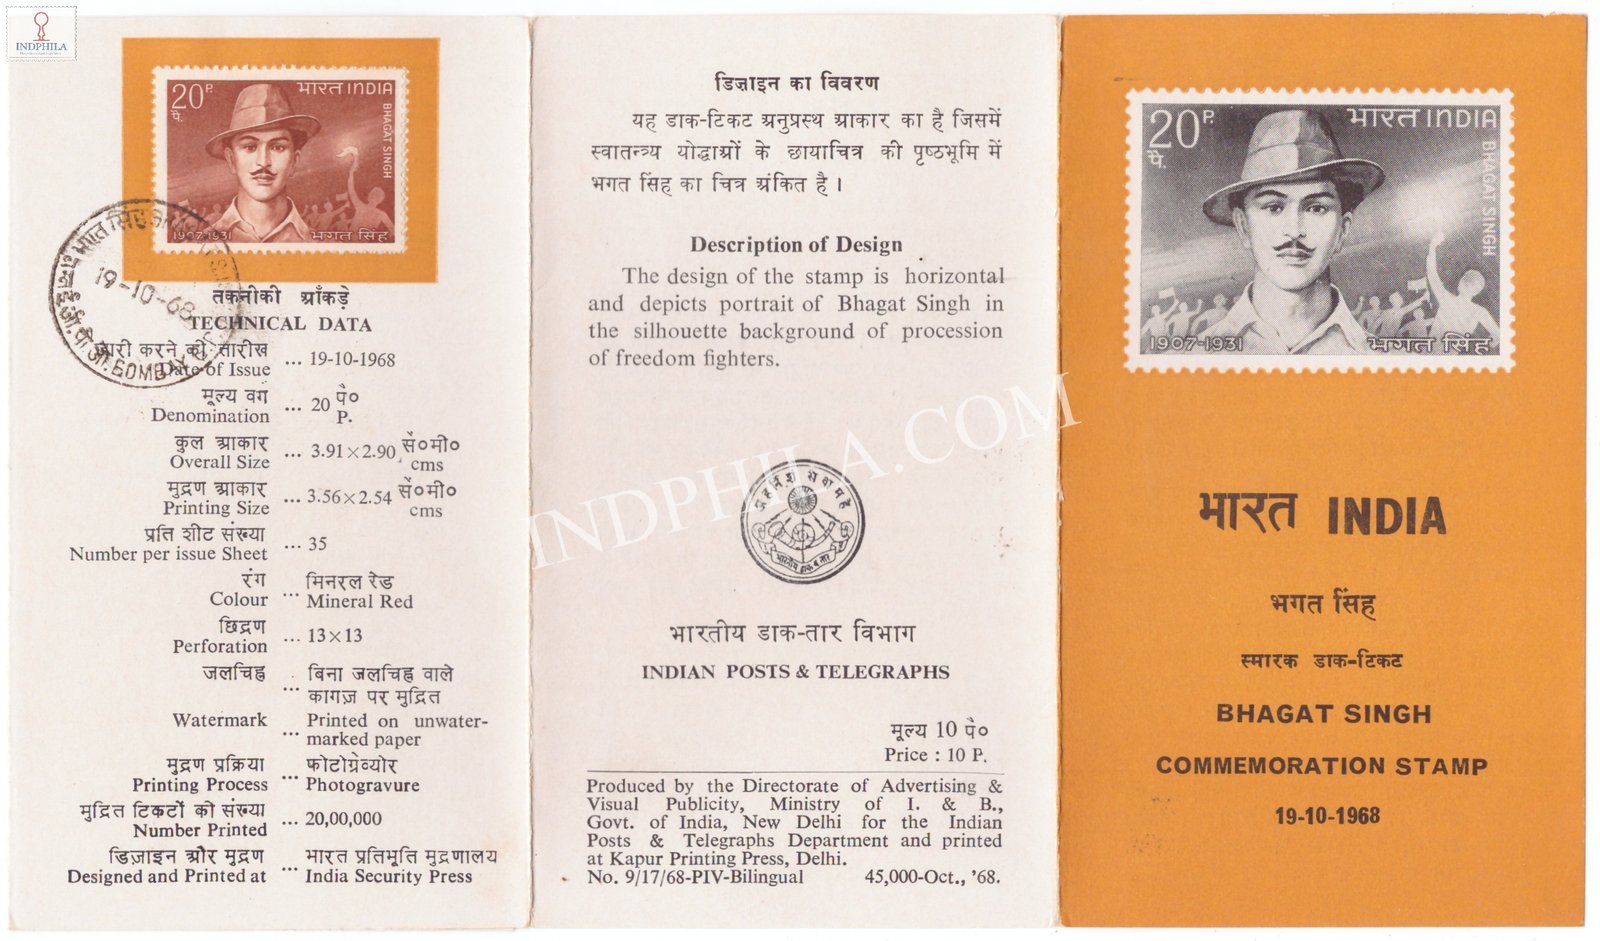 INDPHILA
20 P.
पै.
भारत INDIA
BHAGAT SINGH
1907-1931
भगत सिंह
19-10-68
BOMBAY
तकनीकी आँकड़े
TECHNICAL DATA
जारी करने की तारीख
Date of Issue ... 19-10-1968
मूल्य वर्ग
Denomination ... 20 पै० P.
कुल आकार
Overall Size ... 3.91×2.90 सें०मी० cms
मुद्रण आकार
Printing Size ... 3.56×2.54 सें०मी० cms
प्रति शीट संख्या
Number per issue Sheet ... 35
रंग ... मिनरल रेड
Colour Mineral Red
छिद्रण
Perforation ... 13×13
जलचिह्न ... बिना जलचिह्न वाले
कागज़ पर मुद्रित
Watermark ... Printed on unwater-
marked paper
मुद्रण प्रक्रिया ... फोटोग्रेव्योर
Printing Process Photogravure
मुद्रित टिकटों की संख्या
Number Printed ... 20,00,000
डिज़ाइन और मुद्रण ... भारत प्रतिभूति मुद्रणालय
Designed and Printed at India Security Press
डिज़ाइन का विवरण
यह डाक-टिकट अनुप्रस्थ आकार का है जिसमें
स्वातन्त्र्य योद्धाओं के छायाचित्र की पृष्ठभूमि में
भगत सिंह का चित्र अंकित है।
Description of Design
The design of the stamp is horizontal
and depicts portrait of Bhagat Singh in
the silhouette background of procession
of freedom fighters.
INDPHILA.COM
भारतीय डाक-तार विभाग
INDIAN POSTS & TELEGRAPHS
मूल्य 10 पै०
Price : 10 P.
Produced by the Directorate of Advertising &
Visual Publicity, Ministry of I. & B.,
Govt. of India, New Delhi for the Indian
Posts & Telegraphs Department and printed
at Kapur Printing Press, Delhi.
No. 9/17/68-PIV-Bilingual 45,000-Oct., '68.
20 P.
पै.
भारत INDIA
BHAGAT SINGH
1907-1931
भगत सिंह
भारत INDIA
भगत सिंह
स्मारक डाक-टिकट
BHAGAT SINGH
COMMEMORATION STAMP
19-10-1968